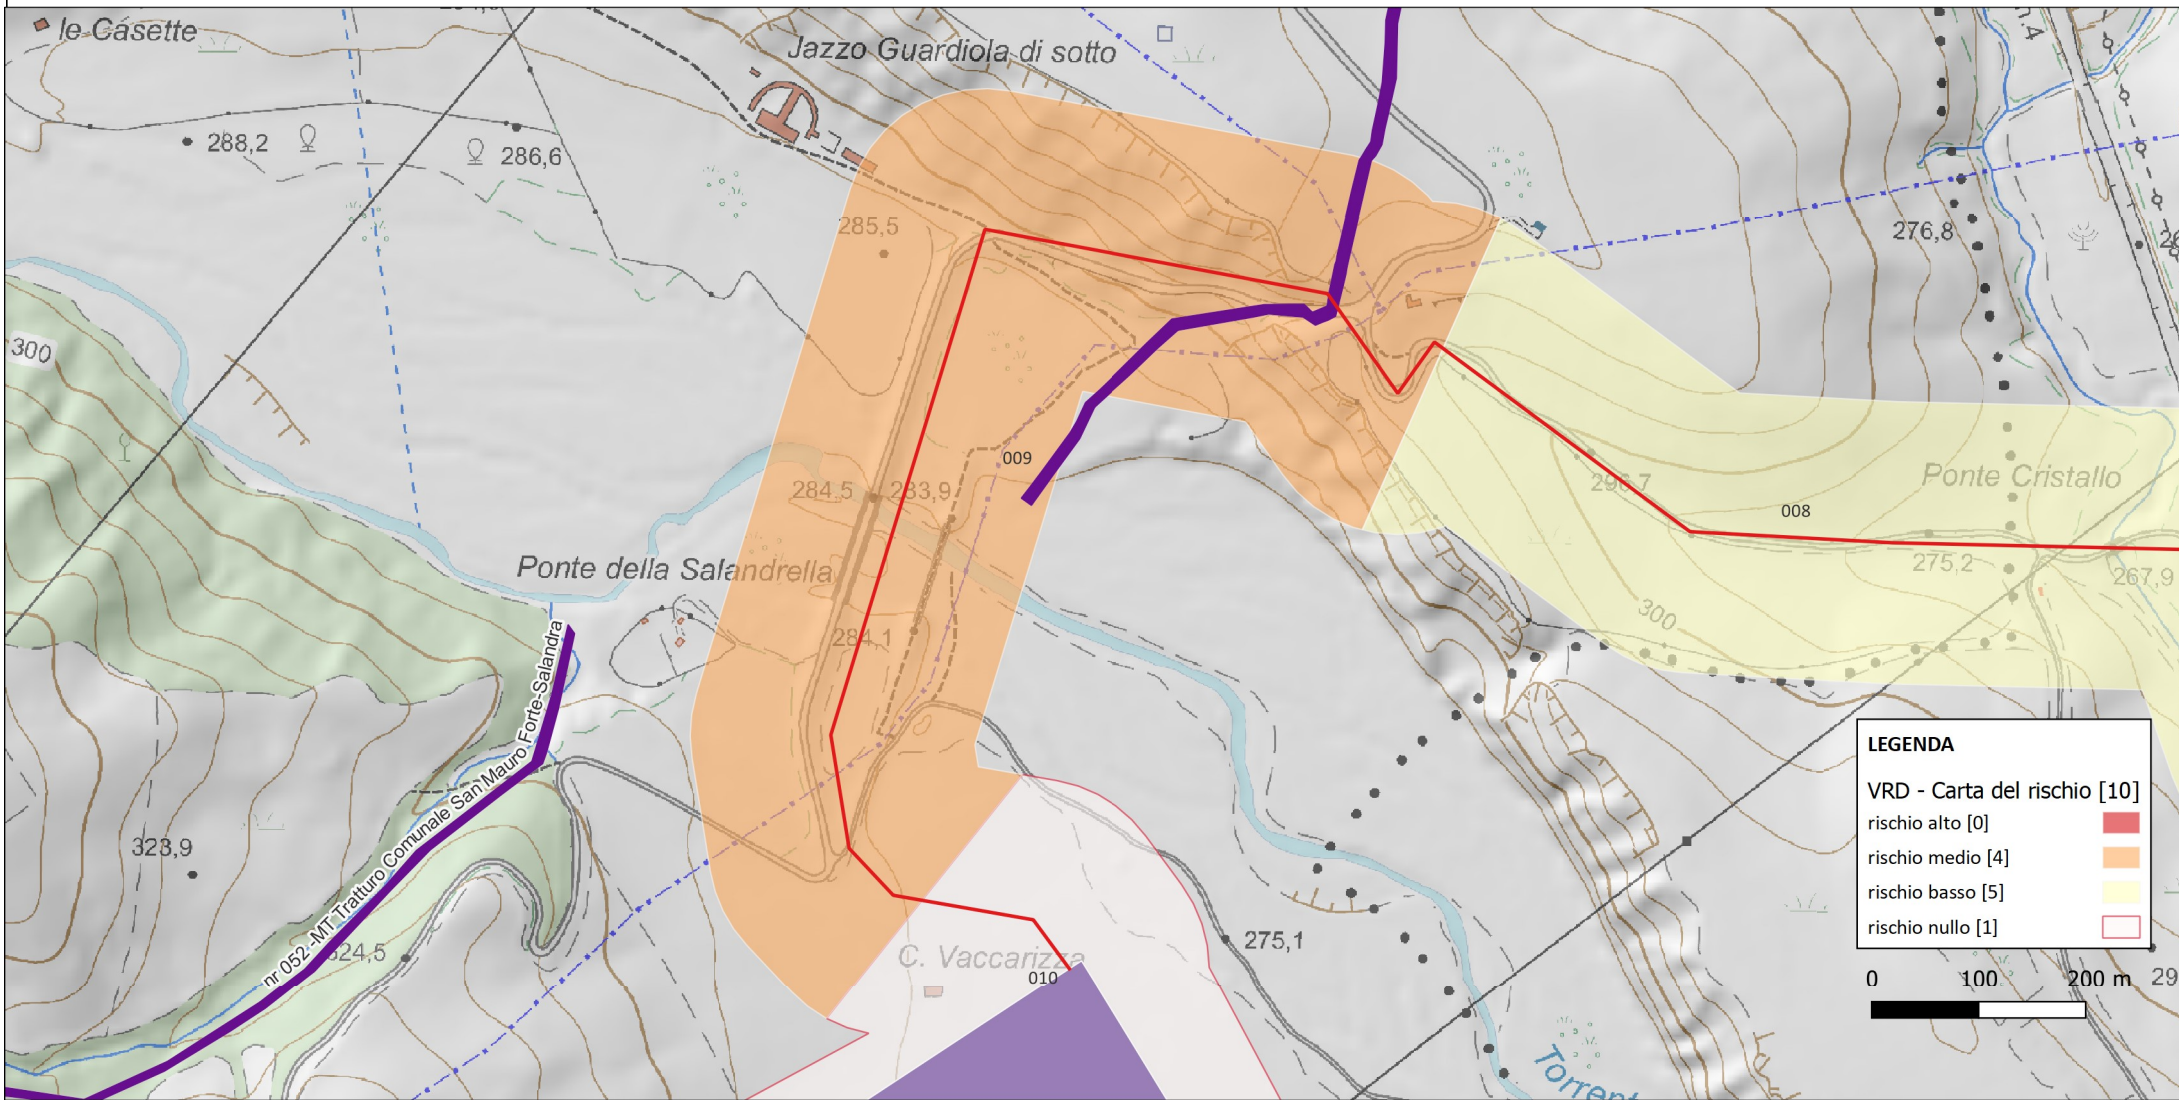 le Casette
Jazzo Guardiola di sotto
288,2
286,6
285,5
276,8
300
009
284,5
283,9
296,7
Ponte Cristallo
008
275,2
267,9
Ponte della Salandrella
284,1
300
nr 052 -MT Tratturo Comunale San Mauro Forte-Salandra
323,9
324,5
275,1
C. Vaccarizza
010
LEGENDA
VRD - Carta del rischio [10]
rischio alto [0]
rischio medio [4]
rischio basso [5]
rischio nullo [1]
0 100 200 m
29
Torrent